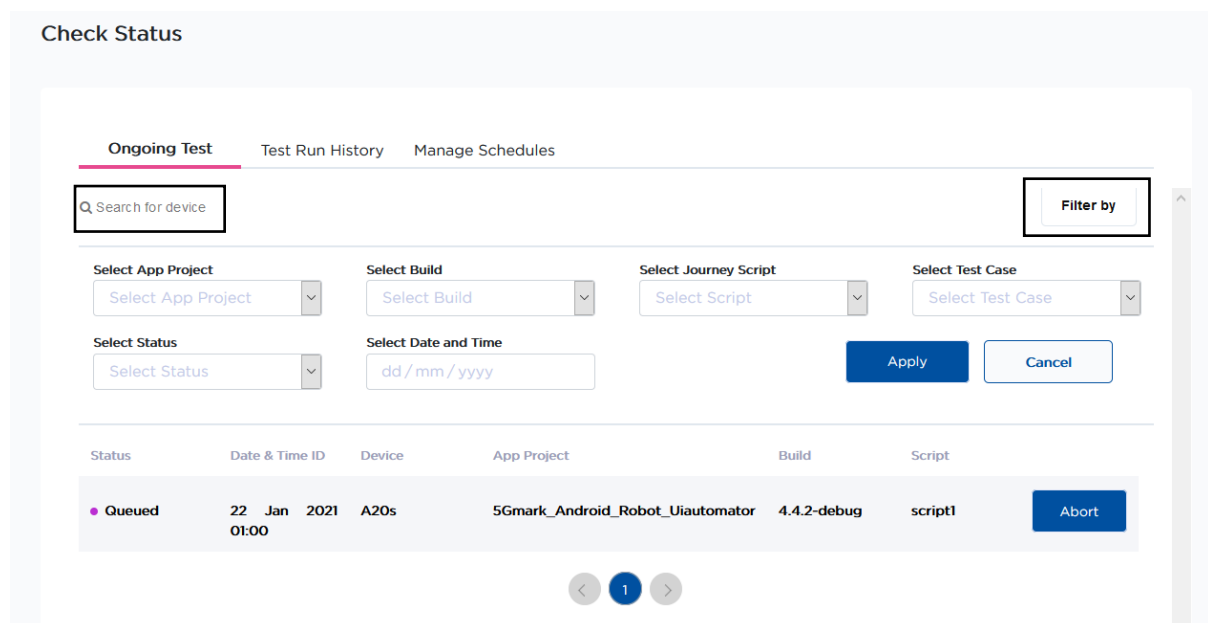 Check Status
Ongoing Test Test Run History Manage Schedules
Search for device Filter by
Select App Project Select Build Select Journey Script Select Test Case
Select App Project Select Build Select Script Select Test Case
Select Status Select Date and Time
Select Status dd/mm/yyyy Apply Cancel
Status Date & Time ID Device App Project Build Script
Queued 22 Jan 2021 A20s 5Gmark_Android_Robot_Uiautomator 4.4.2-debug script1 Abort
01:00
1